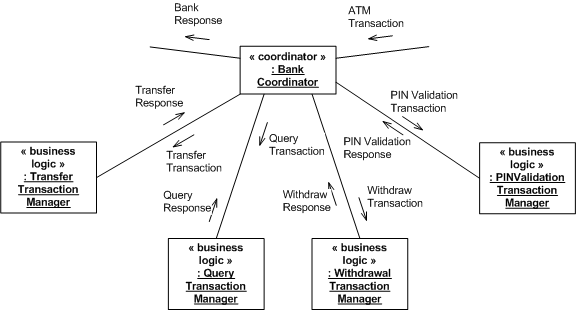 Bank
Response
ATM
Transaction
« coordinator »
: Bank
Coordinator
Transfer
Response
PIN Validation
Transaction
Transfer
Transaction
Query
Transaction
PIN Validation
Response
« business
logic »
: Transfer
Transaction
Manager
« business
logic »
: PINValidation
Transaction
Manager
Query
Response
Withdraw
Response
Withdraw
Transaction
« business
logic »
: Query
Transaction
Manager
« business
logic »
: Withdrawal
Transaction
Manager